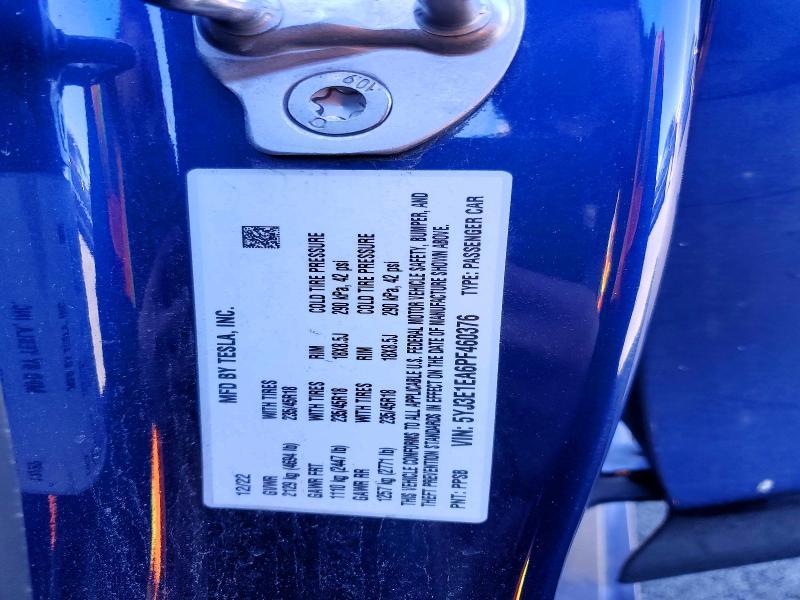 10.9
MFD BY TESLA, INC.
12/22
GVWR WITH TIRES
2129 kg (4694 lb) 235/45R18
GAWR FRT WITH TIRES RIM COLD TIRE PRESSURE
1110 kg (2447 lb) 235/45R18 18X8.5J 290 kPa, 42 psi
GAWR RR WITH TIRES RIM COLD TIRE PRESSURE
1257 kg (2771 lb) 235/45R18 18X8.5J 290 kPa, 42 psi
THIS VEHICLE CONFORMS TO ALL APPLICABLE U.S. FEDERAL MOTOR VEHICLE SAFETY, BUMPER, AND
THEFT PREVENTION STANDARDS IN EFFECT ON THE DATE OF MANUFACTURE SHOWN ABOVE.
PNT: PPSB VIN: 5YJ3E1EA6PF460376 TYPE: PASSENGER CAR